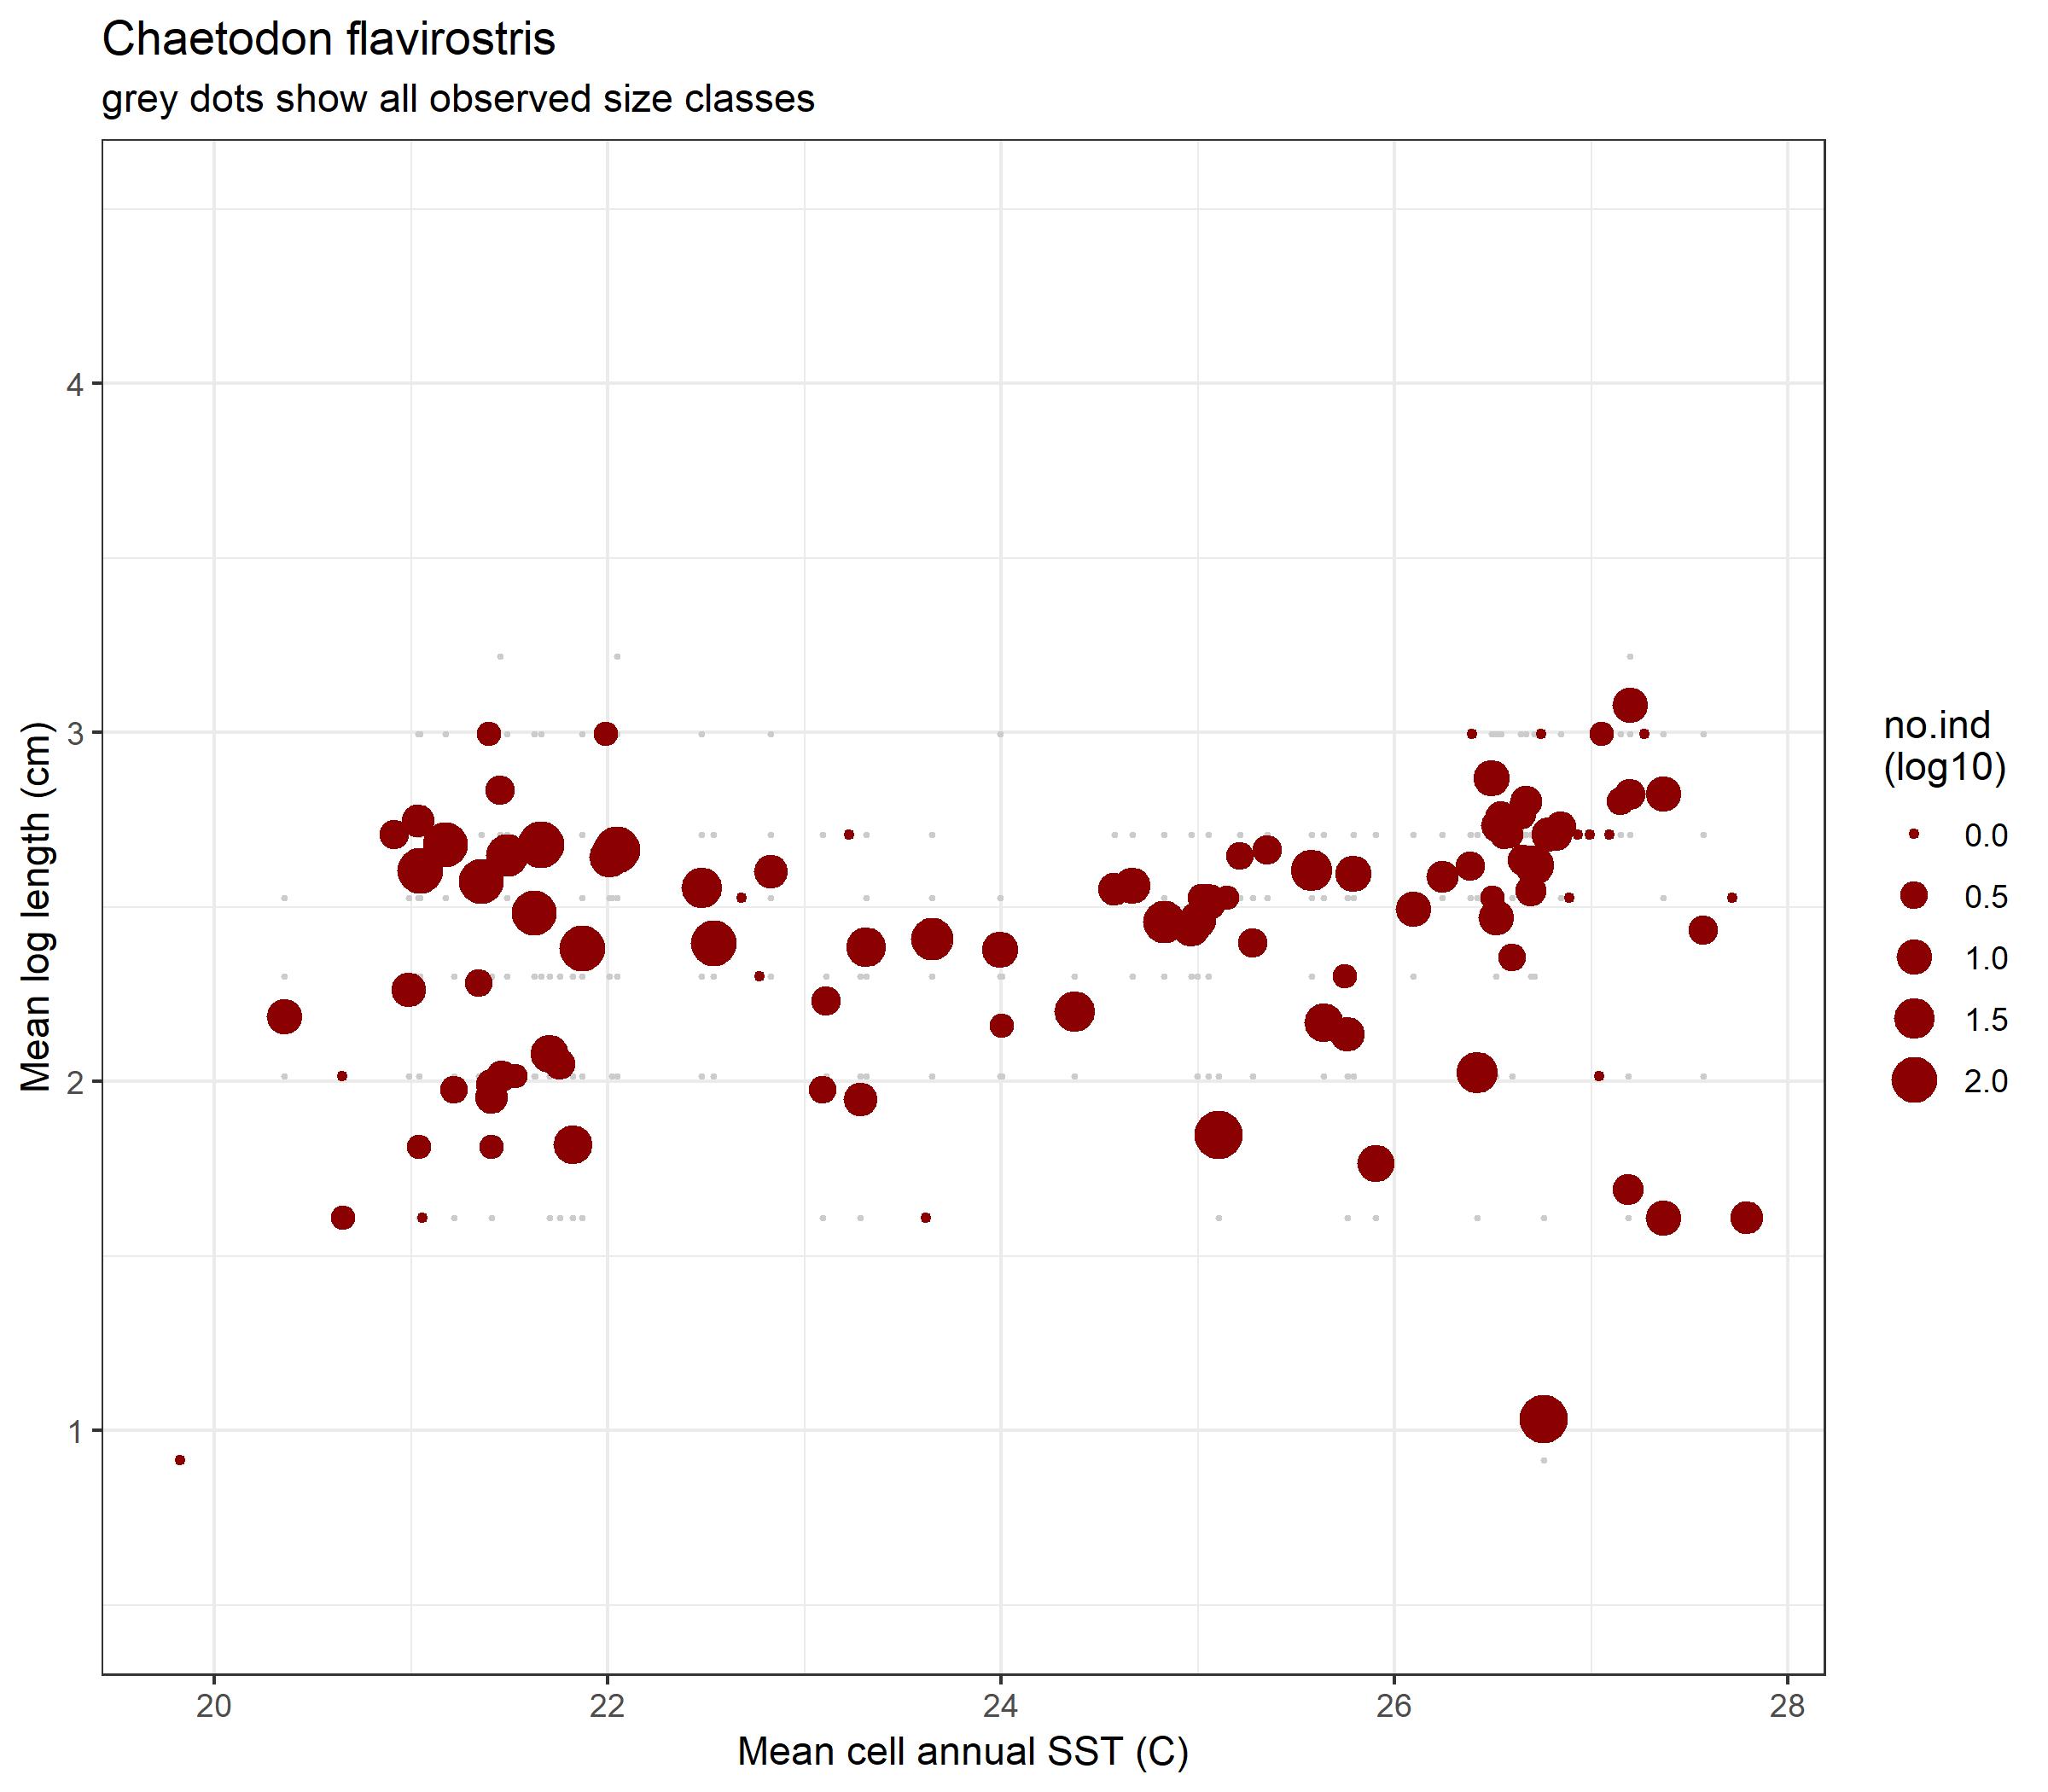 Chaetodon flavirostris
grey dots show all observed size classes
Mean log length (cm)
4
3
2
1
20 22 24 26 28
Mean cell annual SST (C)
no.ind
(log10)
0.0
0.5
1.0
1.5
2.0